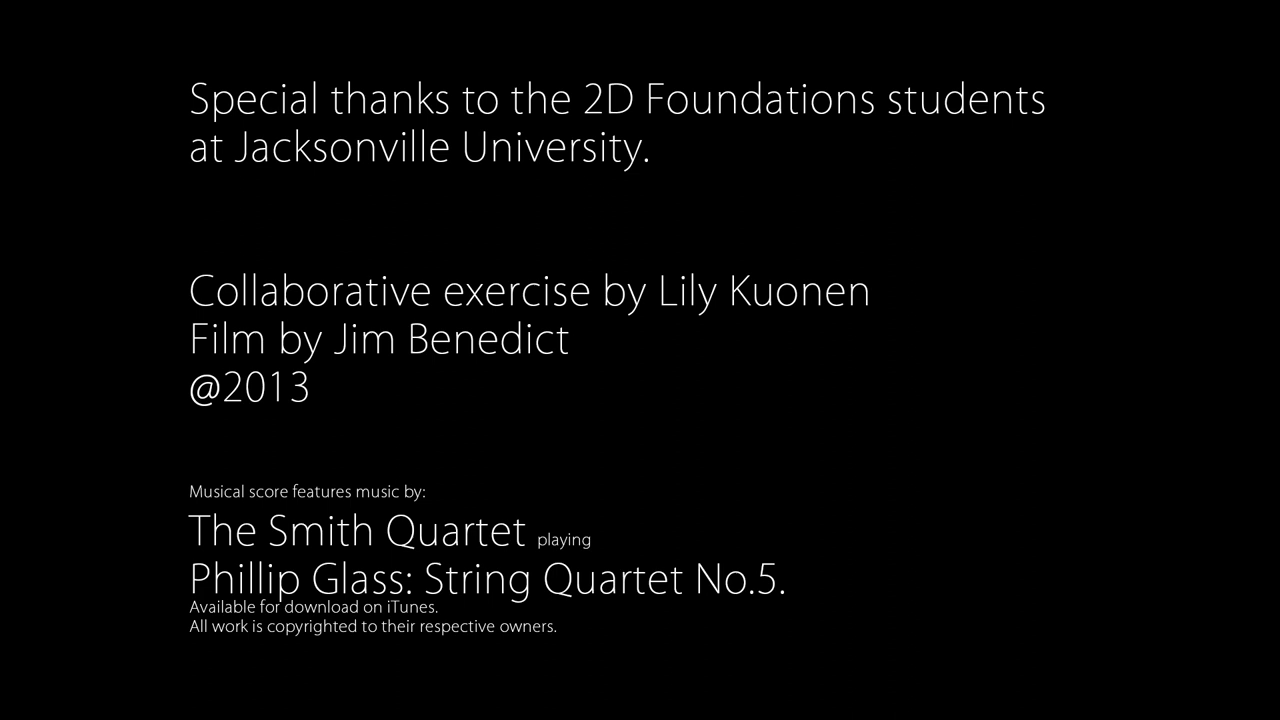 Special thanks to the 2D Foundations students
at Jacksonville University.
Collaborative exercise by Lily Kuonen
Film by Jim Benedict
@2013
Musical score features music by:
The Smith Quartet playing
Phillip Glass: String Quartet No.5.
Available for download on iTunes.
All work is copyrighted to their respective owners.